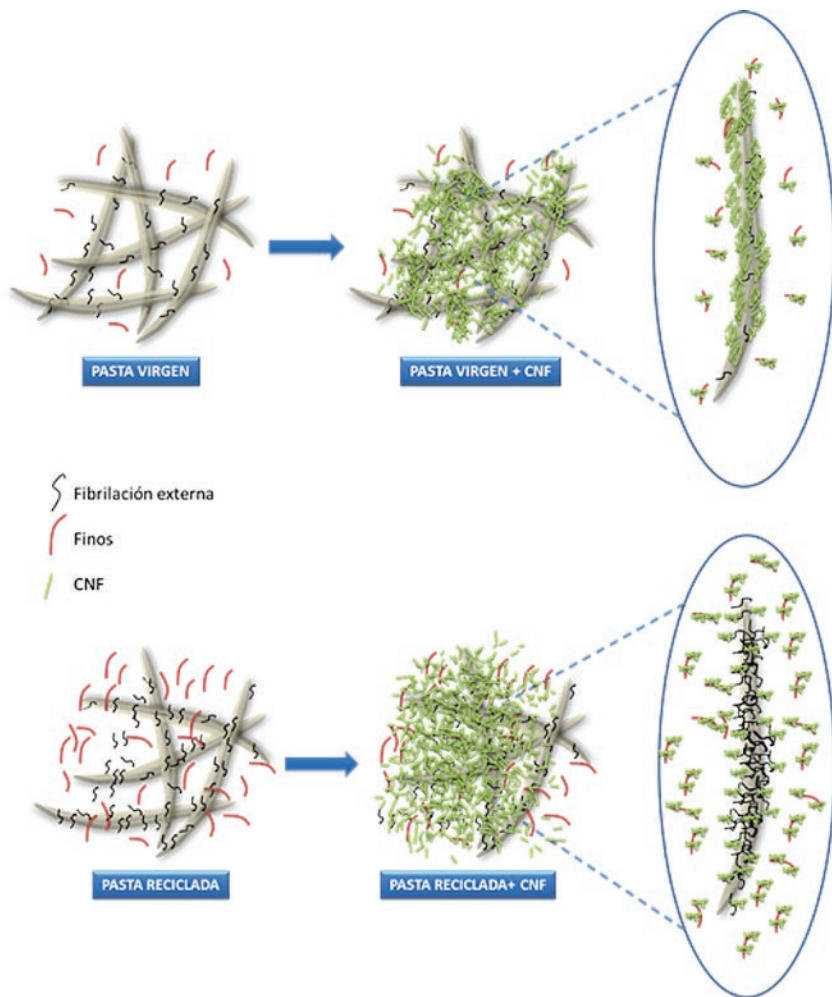 PASTA VIRGEN
PASTA VIRGEN + CNF
Fibrilación externa
Finos
CNF
PASTA RECICLADA
PASTA RECICLADA+ CNF